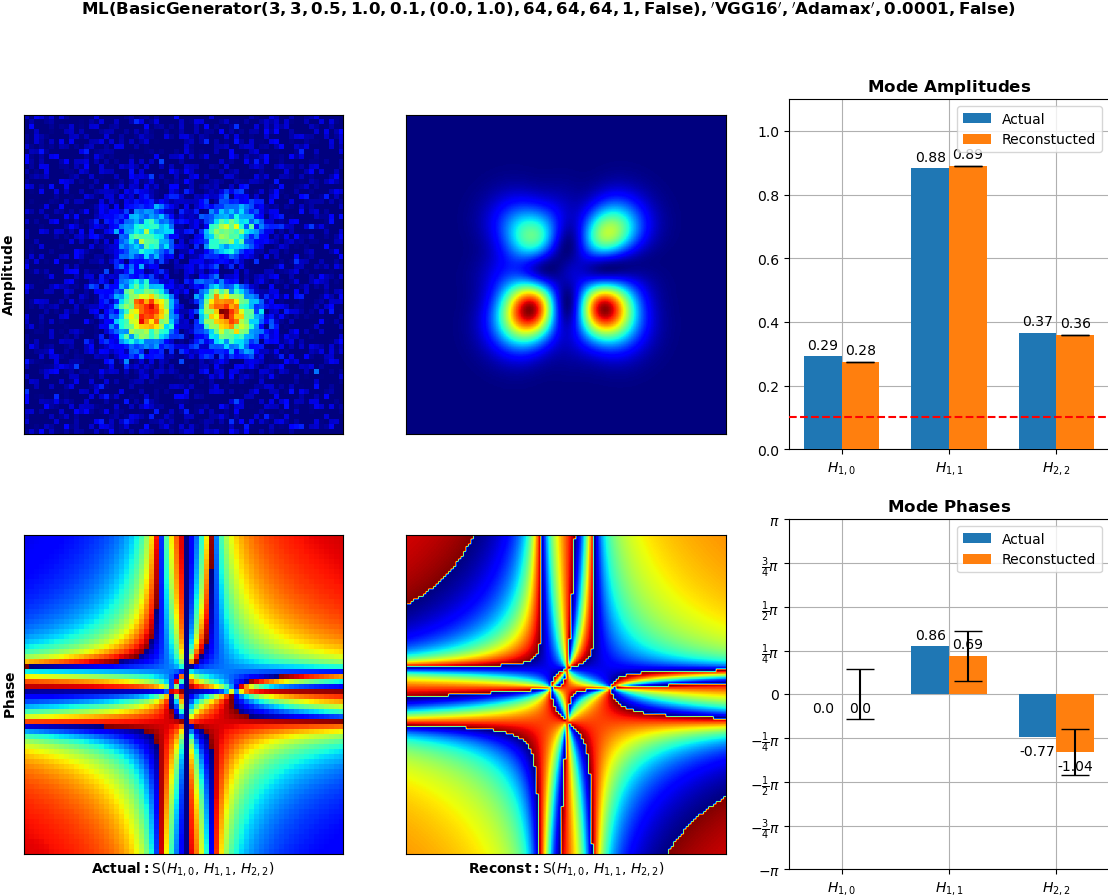 ML(BasicGenerator(3, 3, 0.5, 1.0, 0.1, (0.0, 1.0), 64, 64, 64, 1, False), ′VGG16′, ′Adamax′, 0.0001, False)
Amplitude
Mode Amplitudes
Actual
Reconstucted
1.0
0.8
0.6
0.4
0.2
0.0
0.29
0.28
0.88
0.89
0.37
0.36
H1,0
H1,1
H2,2
Phase
Actual: S(H1,0, H1,1, H2,2)
Reconst: S(H1,0, H1,1, H2,2)
Mode Phases
Actual
Reconstucted
π
3/4π
1/2π
1/4π
0
−1/4π
−1/2π
−3/4π
−π
0.0
0.0
0.86
0.69
-0.77
-1.04
H1,0
H1,1
H2,2